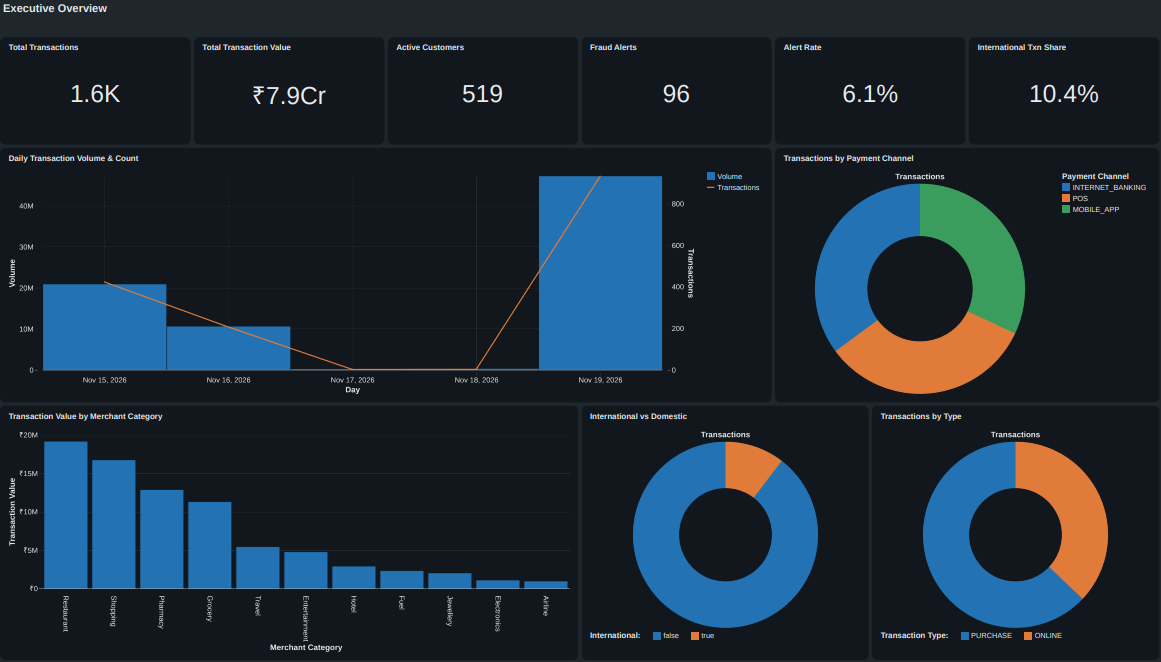 Executive Overview
Total Transactions
1.6K
Total Transaction Value
₹7.9Cr
Active Customers
519
Fraud Alerts
96
Alert Rate
6.1%
International Txn Share
10.4%
Daily Transaction Volume & Count
Volume
40M
30M
20M
10M
0
Nov 15, 2026
Nov 16, 2026
Nov 17, 2026
Nov 18, 2026
Nov 19, 2026
Day
800
600
400
200
0
Transactions
Volume
Transactions
Transactions by Payment Channel
Transactions
Payment Channel
INTERNET_BANKING
POS
MOBILE_APP
Transaction Value by Merchant Category
Transaction Value
₹20M
₹15M
₹10M
₹5M
₹0
Restaurant
Shopping
Pharmacy
Grocery
Travel
Entertainment
Hotel
Fuel
Jewellery
Electronics
Airline
Merchant Category
International vs Domestic
Transactions
International: false true
Transactions by Type
Transactions
Transaction Type: PURCHASE ONLINE